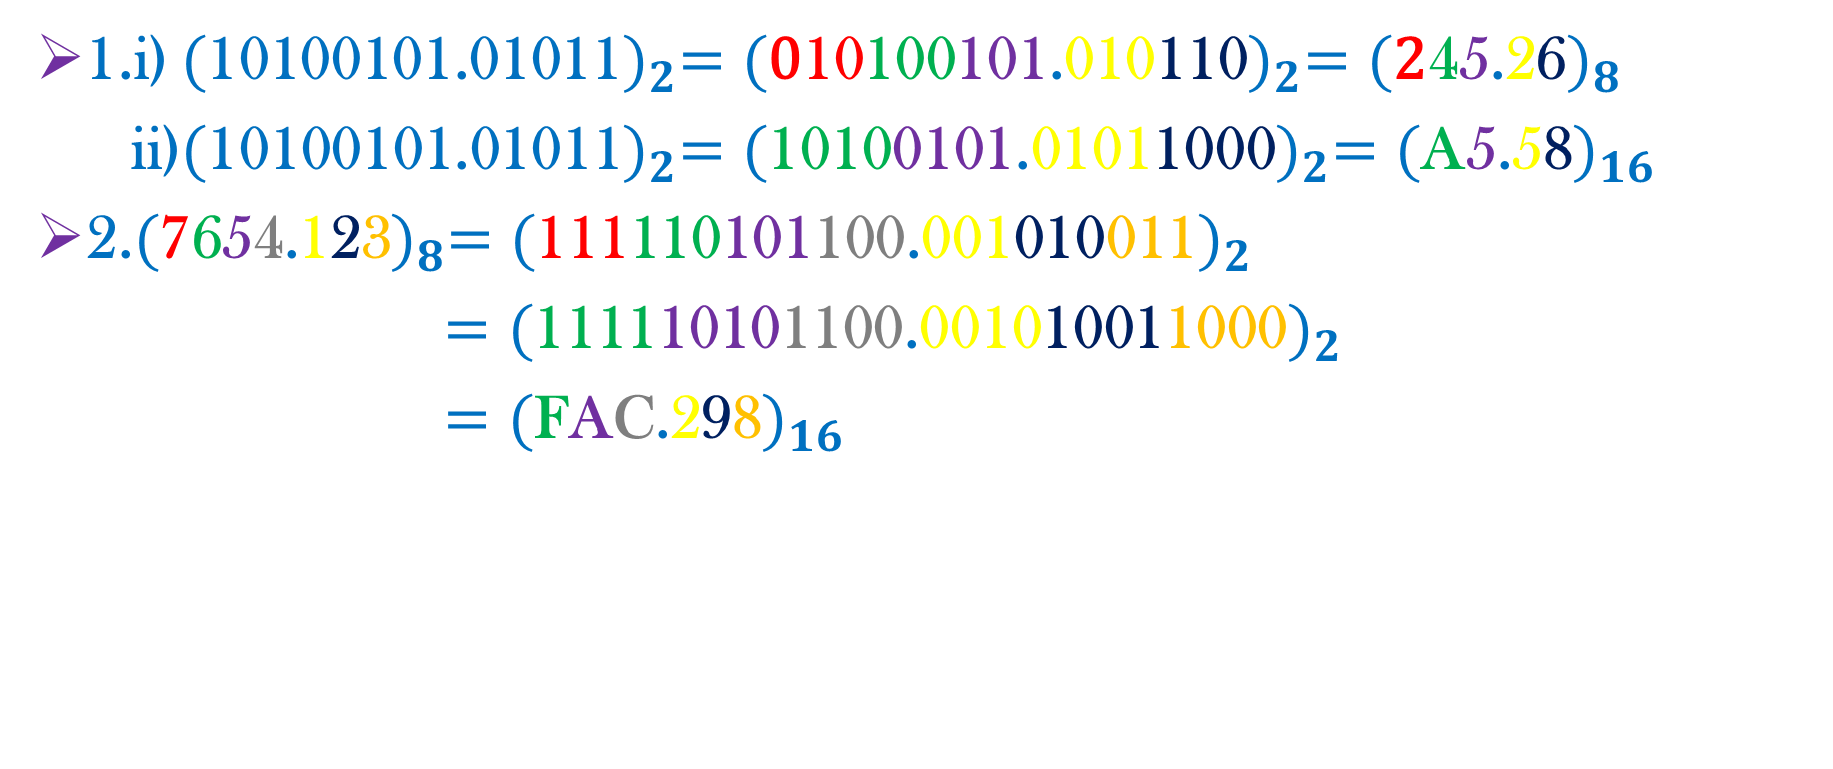 ➢1.i) (10100101.01011)₂= (010100101.010110)₂= (245.26)₈
ii)(10100101.01011)₂= (10100101.01011000)₂= (A5.58)₁₆
➢2.(7654.123)₈= (111110101100.001010011)₂
= (111110101100.001010011000)₂
= (FAC.298)₁₆